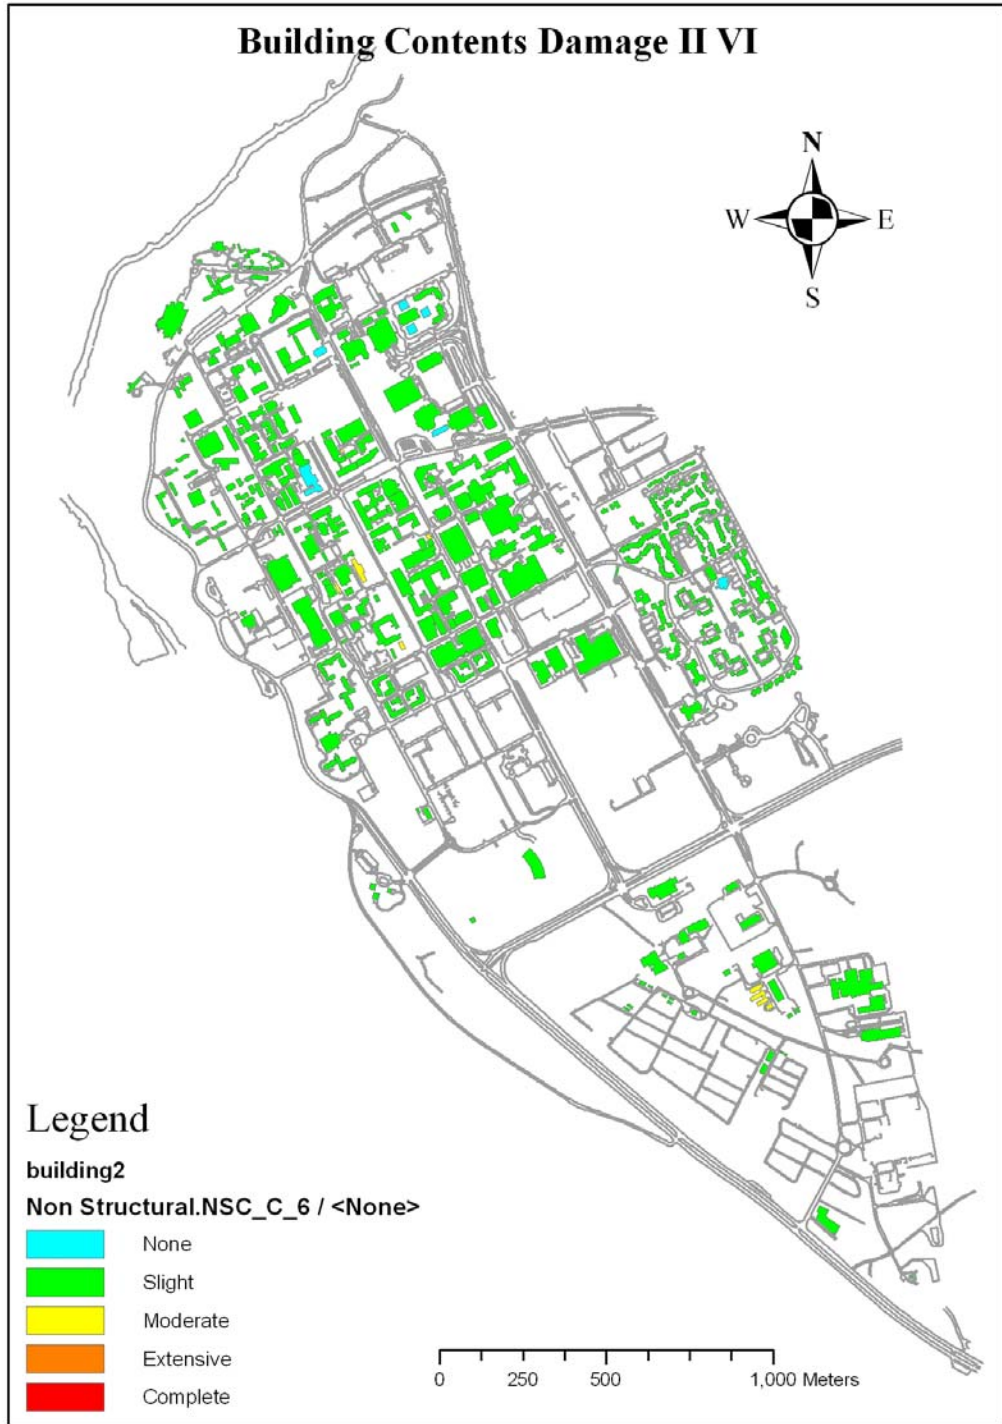 Building Contents Damage II VI
N
W E
S
Legend
building2
Non Structural.NSC_C_6 / <None>
None
Slight
Moderate
Extensive
Complete
0 250 500 1,000 Meters